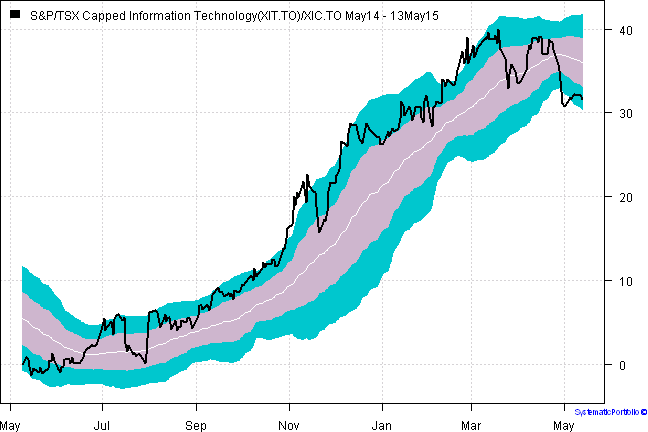 S&P/TSX Capped Information Technology(XIT.TO)/XIC.TO May14 - 13May15
40
30
20
10
0
May Jul Sep Nov Jan Mar May
SystematicPortfolio ©